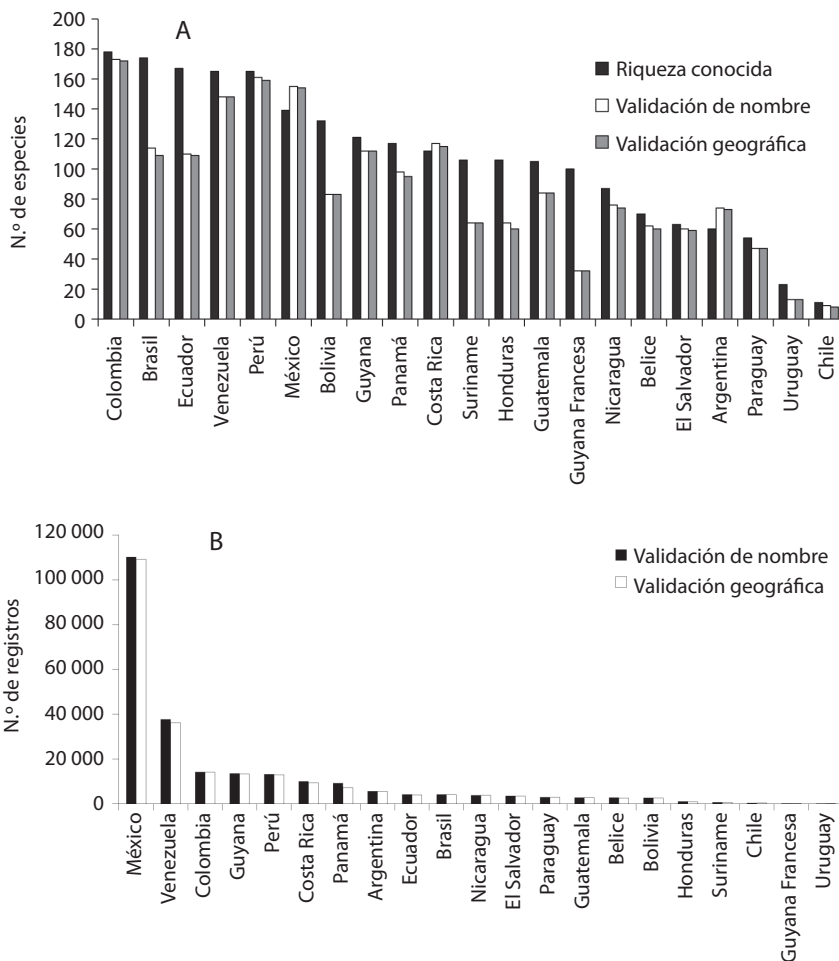 A
N.º de especies
200
180
160
140
120
100
80
60
40
20
0
Riqueza conocida
Validación de nombre
Validación geográfica
Colombia
Brasil
Ecuador
Venezuela
Perú
México
Bolivia
Guyana
Panamá
Costa Rica
Suriname
Honduras
Guatemala
Guyana Francesa
Nicaragua
Belice
El Salvador
Argentina
Paraguay
Uruguay
Chile
B
N.º de registros
120 000
100 000
80 000
60 000
40 000
20 000
0
Validación de nombre
Validación geográfica
México
Venezuela
Colombia
Guyana
Perú
Costa Rica
Panamá
Argentina
Ecuador
Brasil
Nicaragua
El Salvador
Paraguay
Guatemala
Belice
Bolivia
Honduras
Suriname
Chile
Guyana Francesa
Uruguay